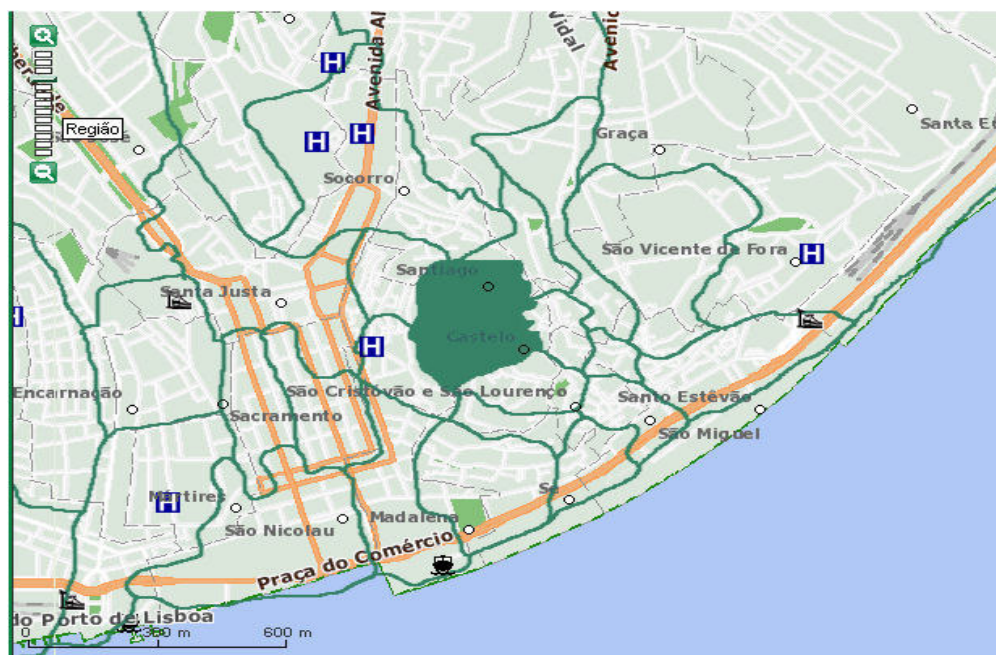 Vidal
Avenida Al
Avenid
Região
Graça
Santa E
Socorro
São Vicente de Fora
Santiago
Santa Justa
Castelo
Encarnação
São Cristóvão e São Lourenço
Santo Estêvão
Sacramento
São Miguel
Mártires
Sé
São Nicolau
Madalena
Praça do Comércio
do Porto de Lisboa
0
300 m
600 m
H
H
H
H
H
H
H